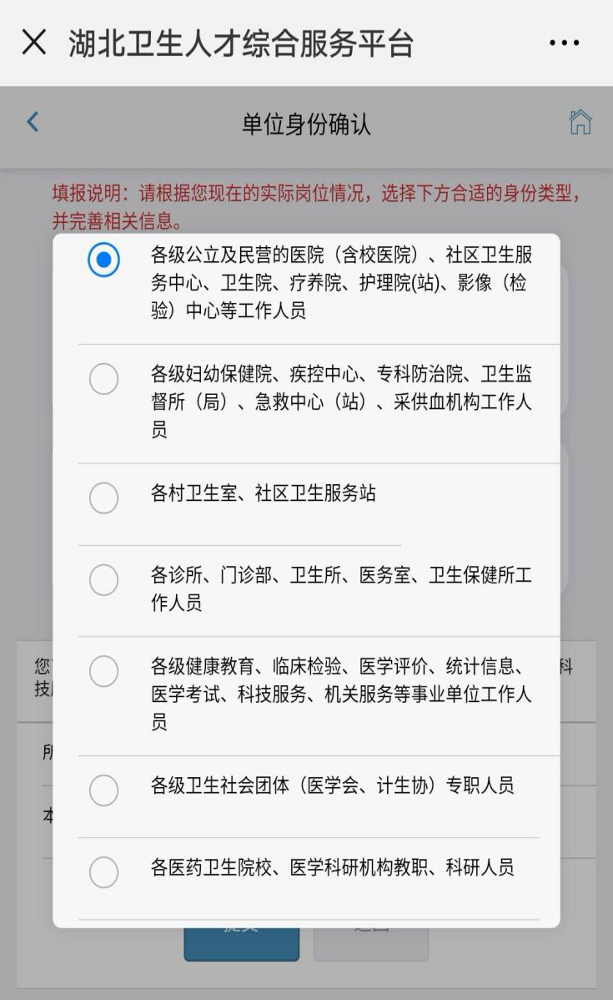 湖北卫生人才综合服务平台
单位身份确认
填报说明：请根据您现在的实际岗位情况，选择下方合适的身份类型，
并完善相关信息。
各级公立及民营的医院（含校医院）、社区卫生服
务中心、卫生院、疗养院、护理院(站)、影像（检
验）中心等工作人员
各级妇幼保健院、疾控中心、专科防治院、卫生监
督所（局）、急救中心（站）、采供血机构工作人
员
各村卫生室、社区卫生服务站
各诊所、门诊部、卫生所、医务室、卫生保健所工
作人员
您
科
技
各级健康教育、临床检验、医学评价、统计信息、
医学考试、科技服务、机关服务等事业单位工作人
员
所
各级卫生社会团体（医学会、计生协）专职人员
本
各医药卫生院校、医学科研机构教职、科研人员